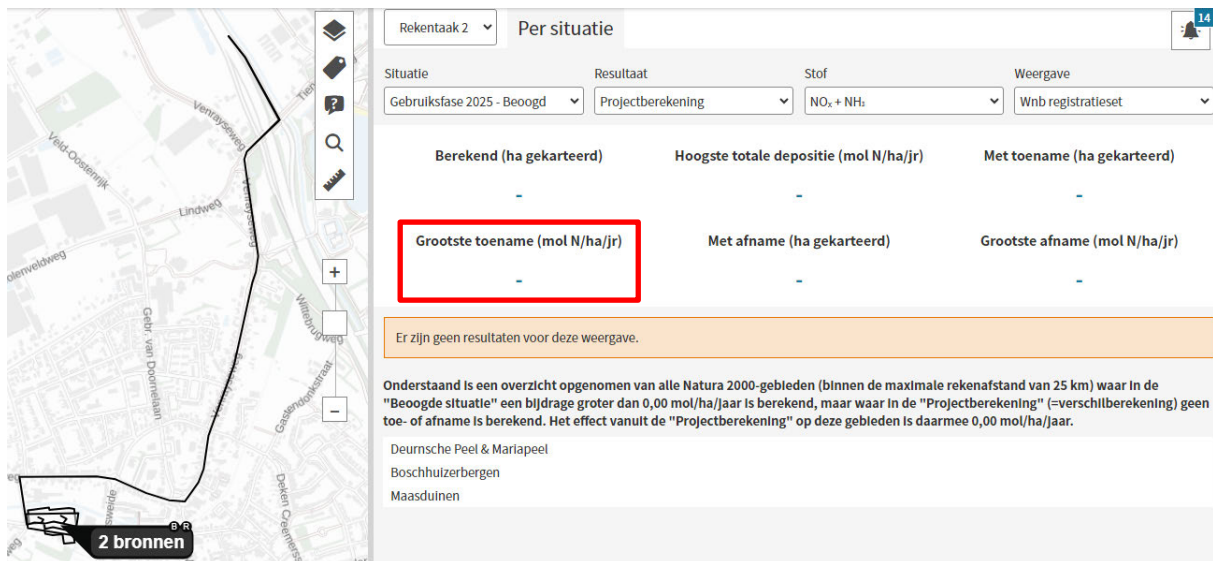 Rekentaak 2
Per situatie
14
Situatie
Resultaat
Stof
Weergave
Gebruiksfase 2025 - Beoogd
Projectberekening
NOₓ + NH₃
Wnb registratieset
Berekend (ha gekarteerd)
Hoogste totale depositie (mol N/ha/jr)
Met toename (ha gekarteerd)
-
-
-
Grootste toename (mol N/ha/jr)
Met afname (ha gekarteerd)
Grootste afname (mol N/ha/jr)
-
-
-
Er zijn geen resultaten voor deze weergave.
Onderstaand is een overzicht opgenomen van alle Natura 2000-gebieden (binnen de maximale rekenafstand van 25 km) waar in de
"Beoogde situatie" een bijdrage groter dan 0,00 mol/ha/jaar is berekend, maar waar in de "Projectberekening" (=verschilberekening) geen
toe- of afname is berekend. Het effect vanuit de "Projectberekening" op deze gebieden is daarmee 0,00 mol/ha/jaar.
Deurnsche Peel & Mariapeel
Boschhuizerbergen
Maasduinen
Venrayseweg
Veld-Oostenrijk
Lindweg
Venrayseweg
Gebr. van Doornelaan
Wittebrugweg
Venrayseweg
Gastendonkstraat
+
-
B R
2 bronnen